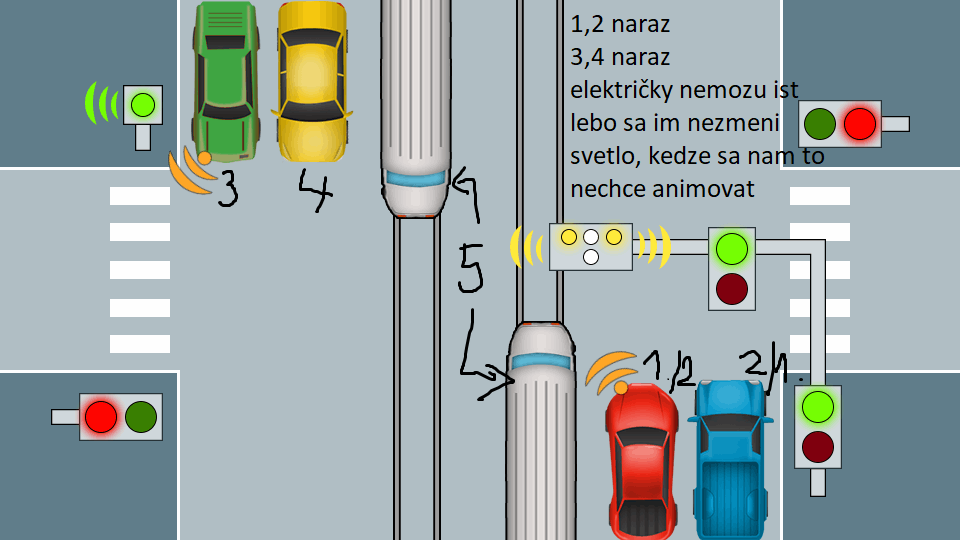 1,2 naraz
3,4 naraz
električky nemozu ist
lebo sa im nezmeni
svetlo, kedze sa nam to
nechce animovat
3
4
5
1/2
2/1